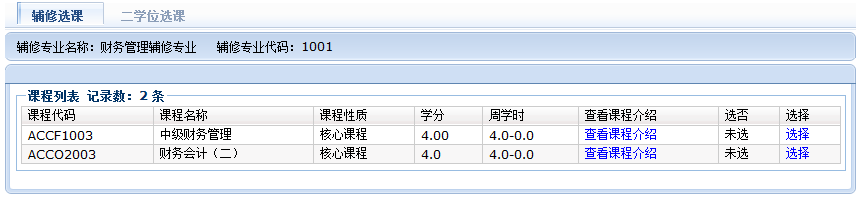 辅修选课 二学位选课
辅修专业名称：财务管理辅修专业 辅修专业代码：1001
课程列表 记录数：2 条
课程代码 课程名称 课程性质 学分 周学时 查看课程介绍 选否 选择
ACCF1003 中级财务管理 核心课程 4.00 4.0-0.0 查看课程介绍 未选 选择
ACCO2003 财务会计（二） 核心课程 4.0 4.0-0.0 查看课程介绍 未选 选择